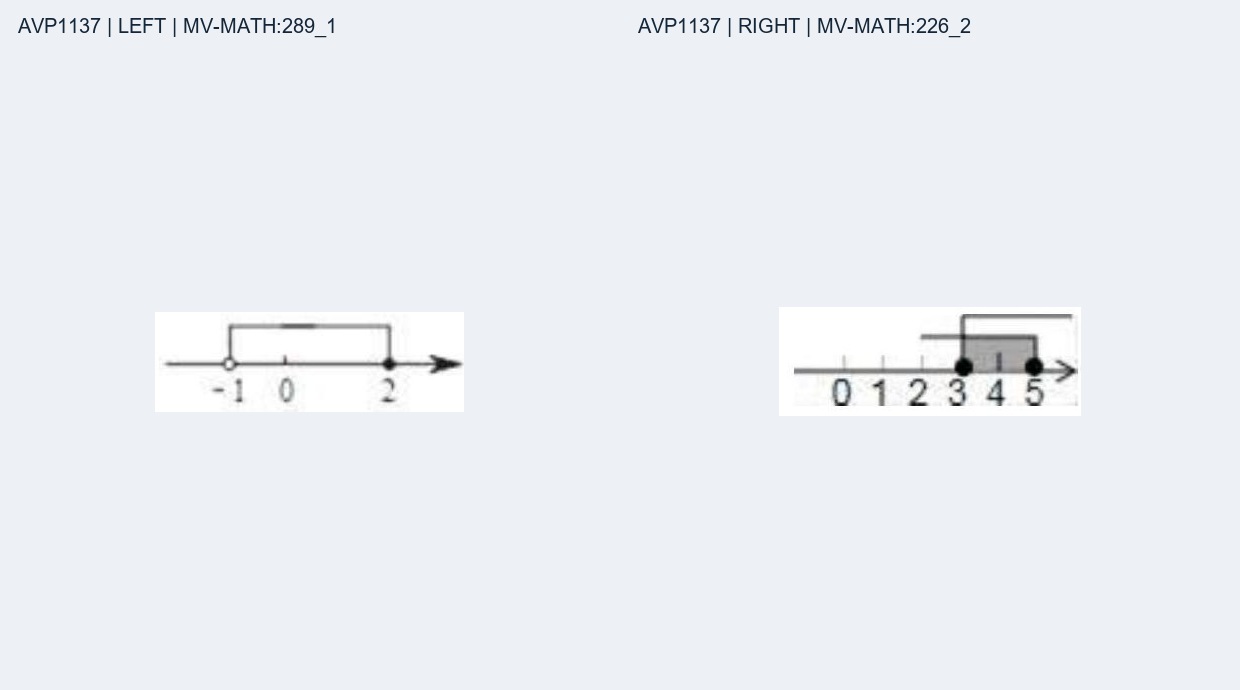 AVP1137 | LEFT | MV-MATH:289_1
AVP1137 | RIGHT | MV-MATH:226_2
-1 0 2
0 1 2 3 4 5